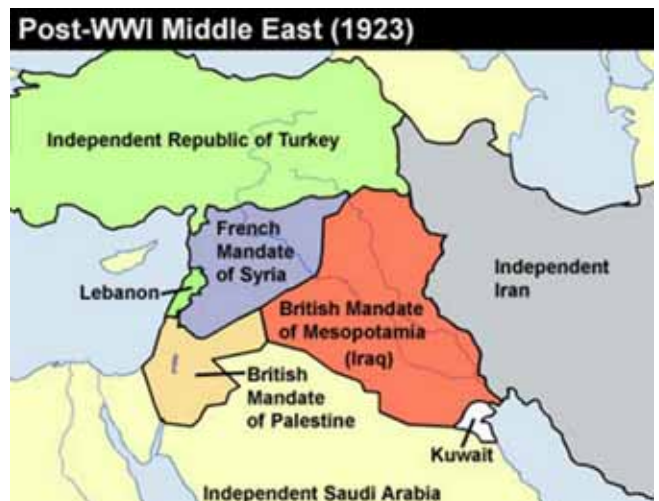 Post-WWI Middle East (1923)
Independent Republic of Turkey
French
Mandate
of Syria
Lebanon
Independent
Iran
British Mandate
of Mesopotamia
(Iraq)
British
Mandate
of Palestine
Kuwait
Independent Saudi Arabia